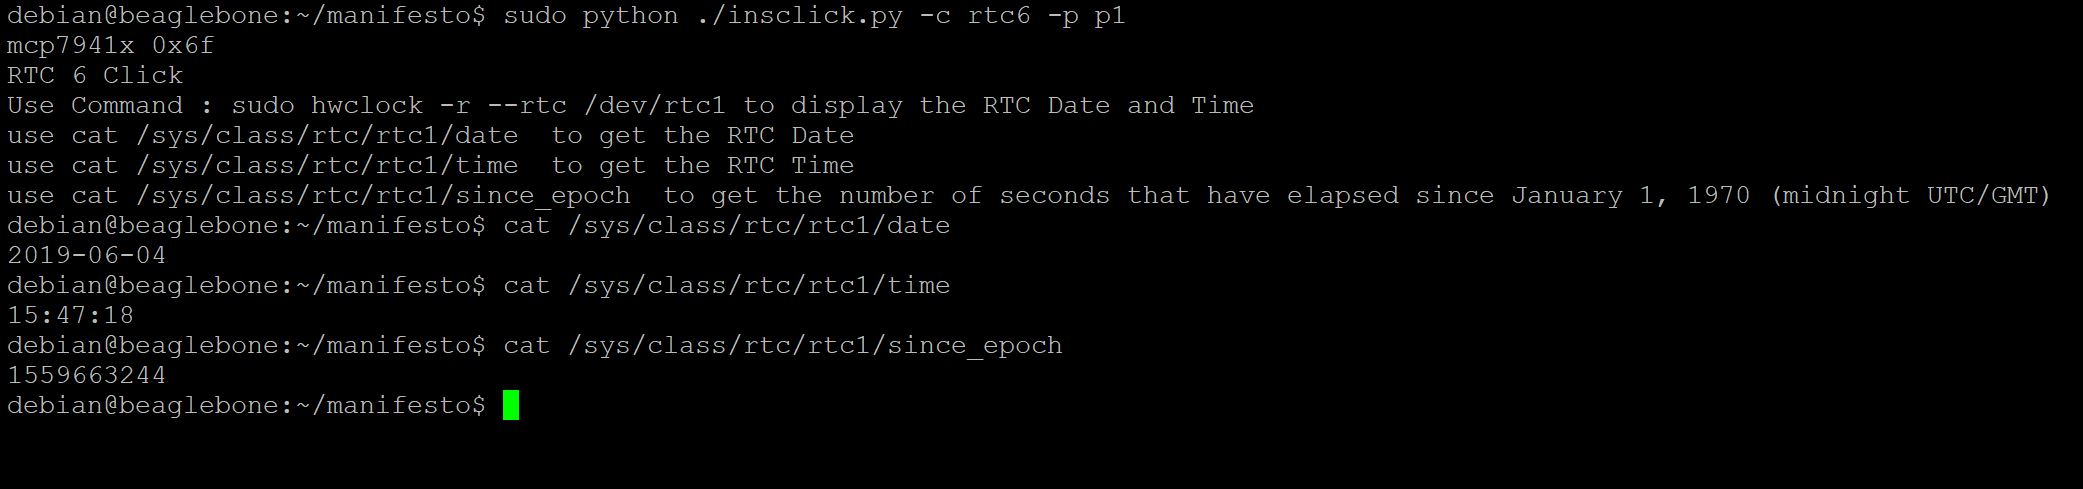 debian@beaglebone:~/manifesto$ sudo python ./insclick.py -c rtc6 -p p1
mcp7941x 0x6f
RTC 6 Click
Use Command : sudo hwclock -r --rtc /dev/rtc1 to display the RTC Date and Time
use cat /sys/class/rtc/rtc1/date  to get the RTC Date
use cat /sys/class/rtc/rtc1/time  to get the RTC Time
use cat /sys/class/rtc/rtc1/since_epoch  to get the number of seconds that have elapsed since January 1, 1970 (midnight UTC/GMT)
debian@beaglebone:~/manifesto$ cat /sys/class/rtc/rtc1/date
2019-06-04
debian@beaglebone:~/manifesto$ cat /sys/class/rtc/rtc1/time
15:47:18
debian@beaglebone:~/manifesto$ cat /sys/class/rtc/rtc1/since_epoch
1559663244
debian@beaglebone:~/manifesto$